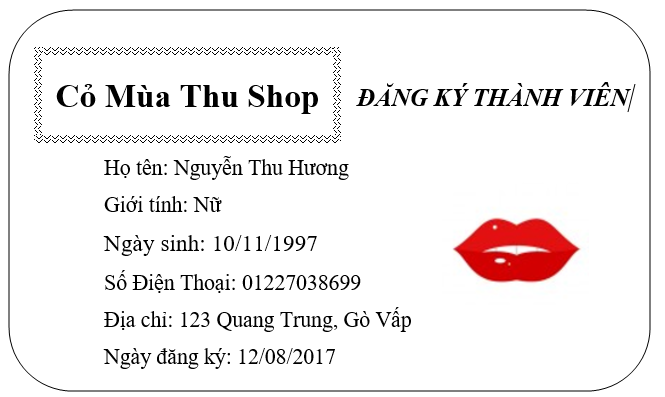 Cỏ Mùa Thu Shop
ĐĂNG KÝ THÀNH VIÊN
Họ tên: Nguyễn Thu Hương
Giới tính: Nữ
Ngày sinh: 10/11/1997
Số Điện Thoại: 01227038699
Địa chỉ: 123 Quang Trung, Gò Vấp
Ngày đăng ký: 12/08/2017